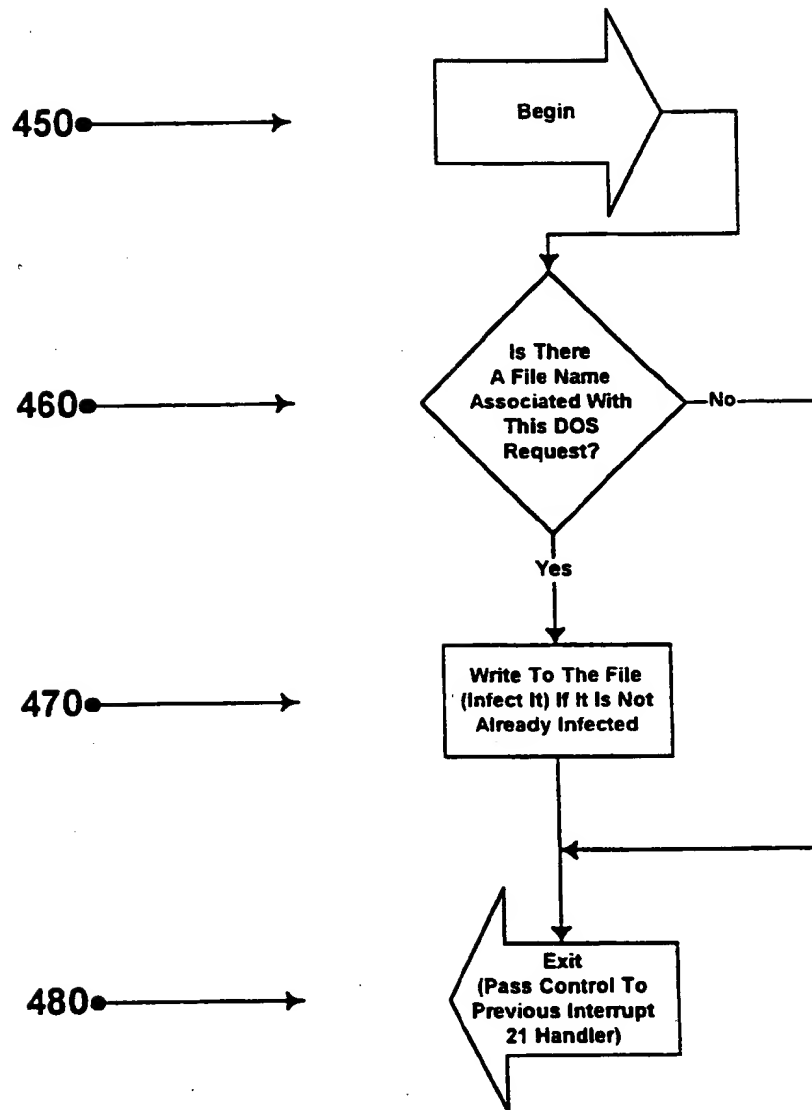 450
Begin
460
Is There
A File Name
Associated With
This DOS
Request?
No
Yes
470
Write To The File
(Infect It) If It Is Not
Already Infected
480
Exit
(Pass Control To
Previous Interrupt
21 Handler)